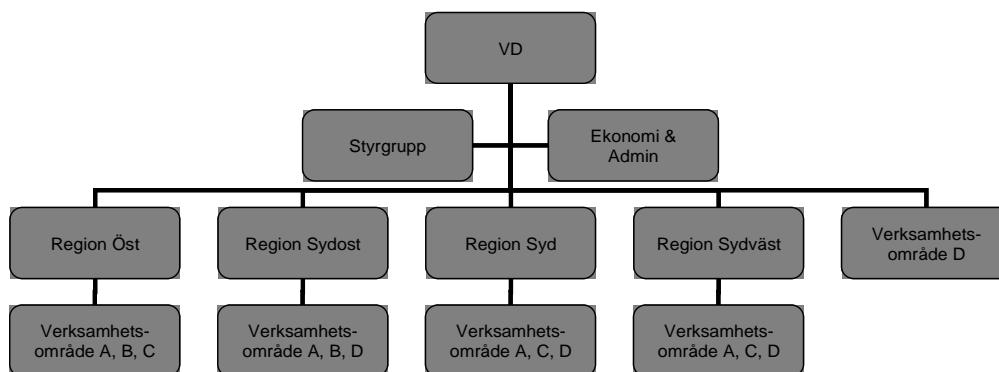 VD
Styrgrupp
Ekonomi &
Admin
Region Öst
Region Sydost
Region Syd
Region Sydväst
Verksamhets-
område D
Verksamhets-
område A, B, C
Verksamhets-
område A, B, D
Verksamhets-
område A, C, D
Verksamhets-
område A, C, D